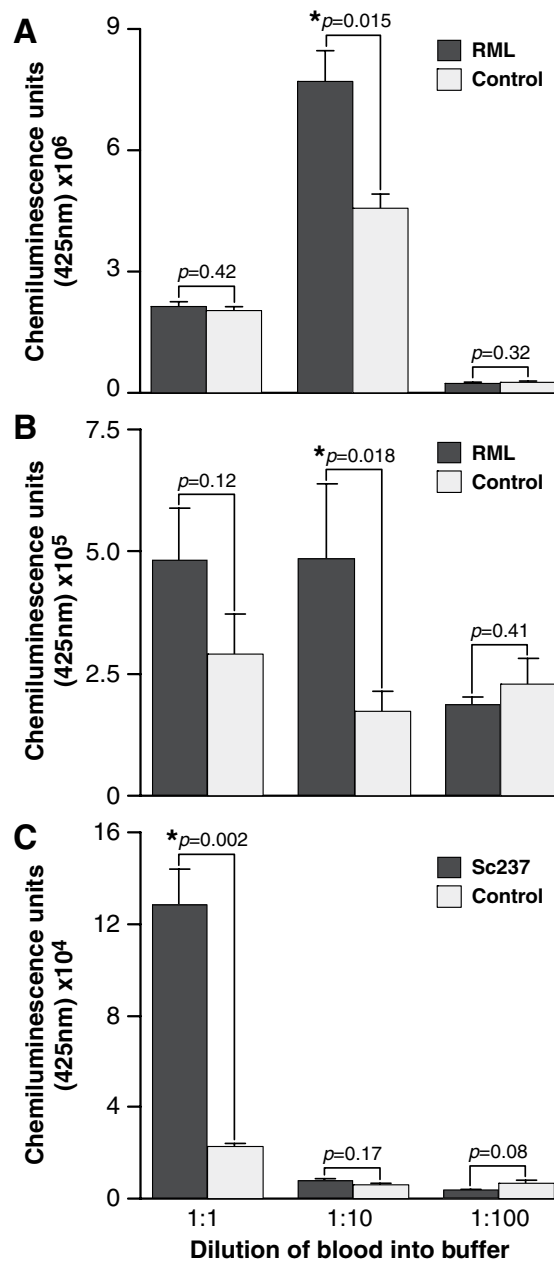 A
Chemiluminescence units
(425nm) x10⁶
9
6
3
0
*p=0.015
p=0.42
p=0.32
RML
Control
B
Chemiluminescence units
(425nm) x10⁵
7.5
5.0
2.5
0
p=0.12
*p=0.018
p=0.41
RML
Control
C
Chemiluminescence units
(425nm) x10⁴
16
12
8
4
0
*p=0.002
p=0.17
p=0.08
Sc237
Control
1:1 1:10 1:100
Dilution of blood into buffer